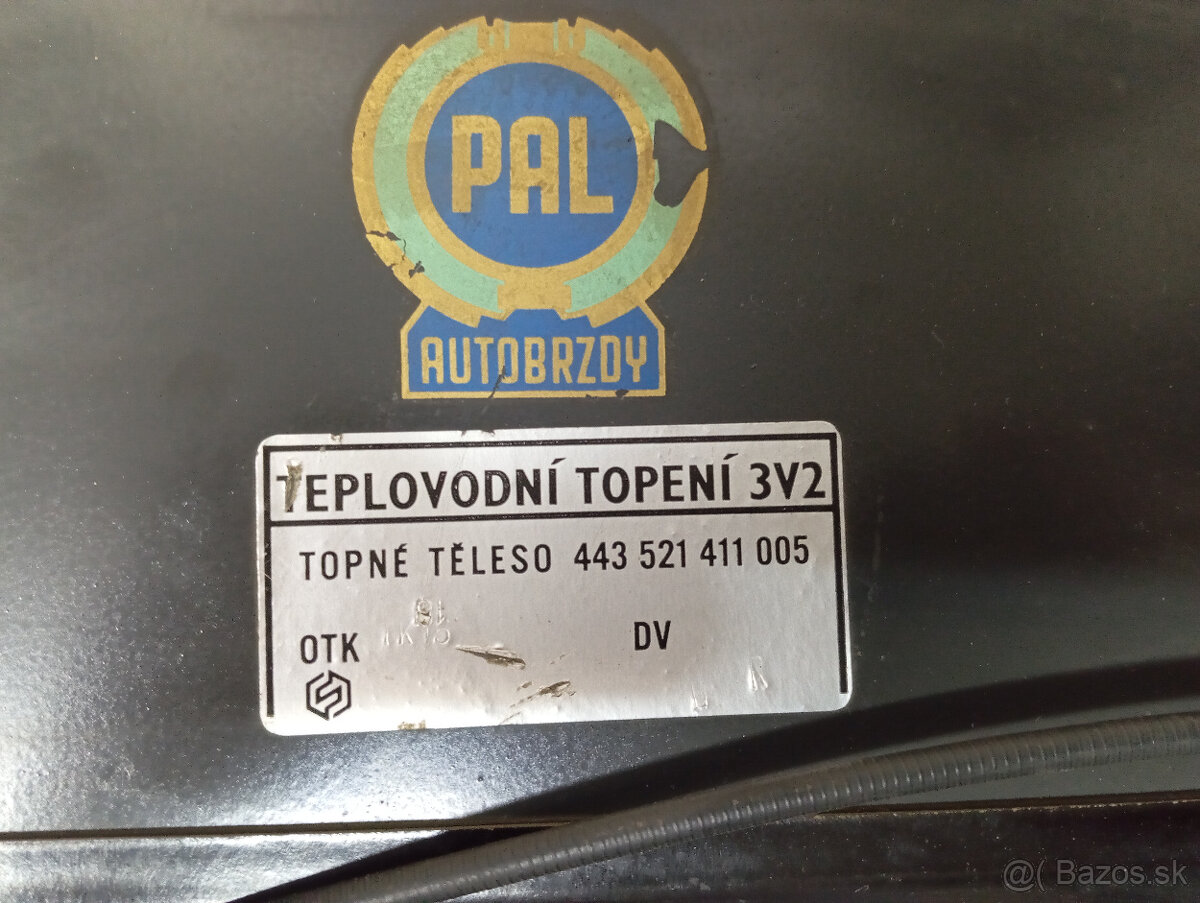 PAL
AUTOBRZDY
TEPLOVODNÍ TOPENÍ 3V2
TOPNÉ TĚLESO 443 521 411 005
OTK DV
@( Bazos.sk